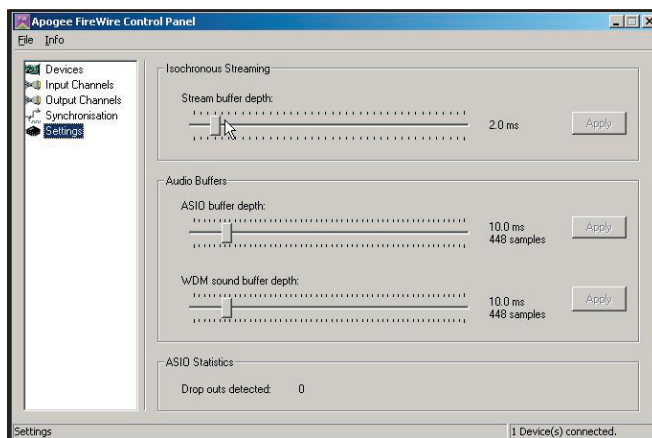 Apogee FireWire Control Panel
File Info
Devices
Input Channels
Output Channels
Synchronisation
Settings
Isochronous Streaming
Stream buffer depth:
2.0 ms
Apply
Audio Buffers
ASIO buffer depth:
10.0 ms
448 samples
Apply
WDM sound buffer depth:
10.0 ms
448 samples
Apply
ASIO Statistics
Drop outs detected: 0
Settings
1 Device(s) connected.